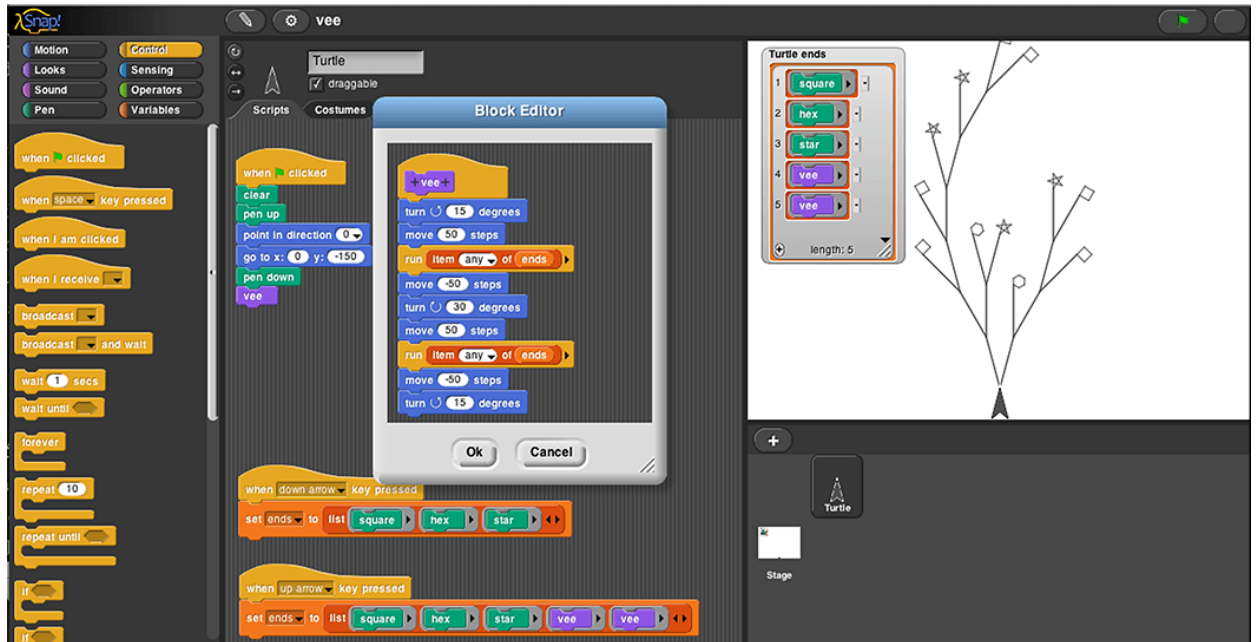 λSnap!
vee
Motion Control
Looks Sensing
Sound Operators
Pen Variables
when clicked
when space key pressed
when I am clicked
when I receive
broadcast
broadcast and wait
wait 1 secs
wait until
forever
repeat 10
repeat until
if
if
Turtle
draggable
Scripts Costumes
when clicked
clear
pen up
point in direction 0
go to x: 0 y: -150
pen down
vee
when down arrow key pressed
set ends to list square hex star
when up arrow key pressed
set ends to list square hex star vee vee
Block Editor
+vee+
turn 15 degrees
move 50 steps
run item any of ends
move -50 steps
turn 30 degrees
move 50 steps
run item any of ends
move -50 steps
turn 15 degrees
Ok Cancel
Turtle ends
1 square
2 hex
3 star
4 vee
5 vee
+ length: 5
+
Turtle
Stage